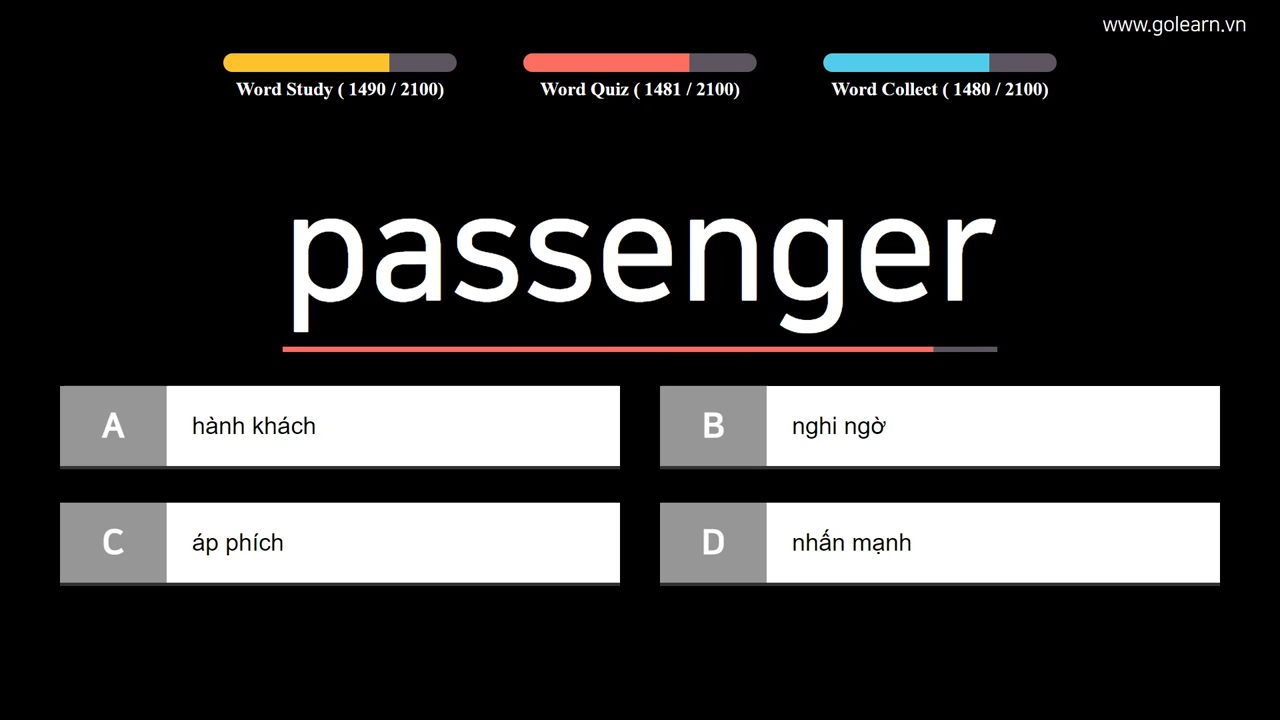 www.golearn.vn
Word Study ( 1490 / 2100)
Word Quiz ( 1481 / 2100)
Word Collect ( 1480 / 2100)
passenger
A hành khách
B nghi ngờ
C áp phích
D nhấn mạnh